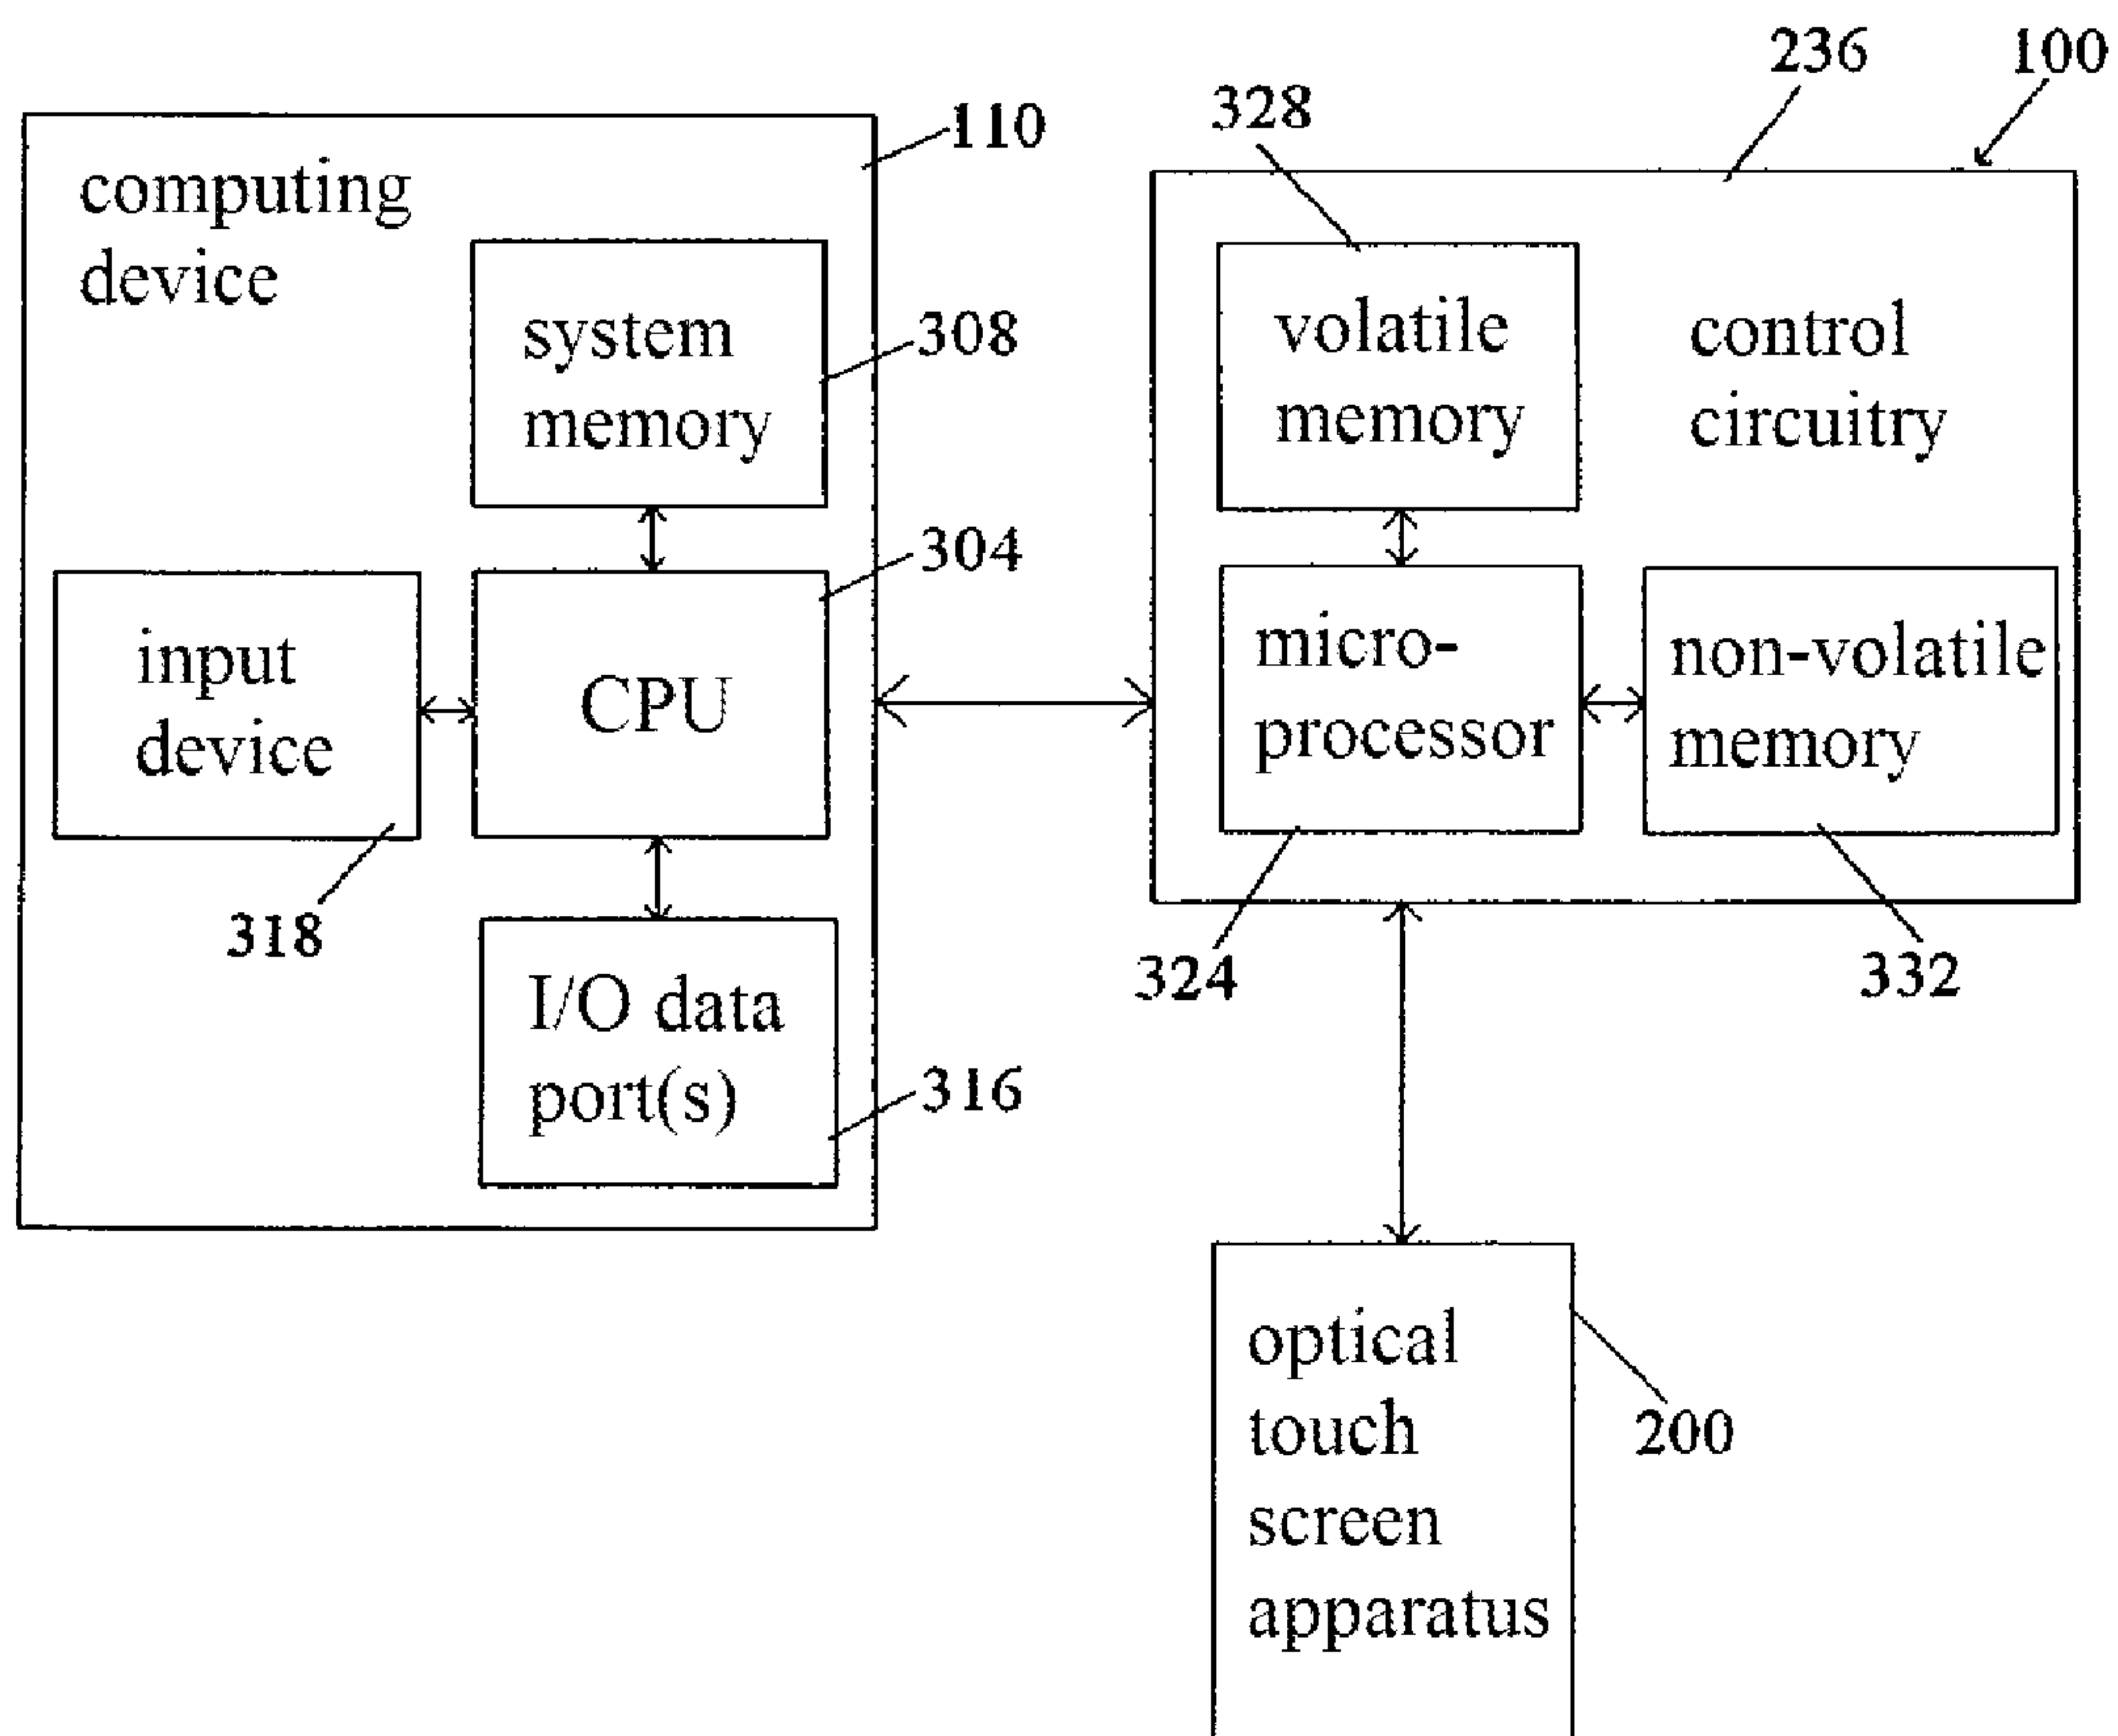 236
100
328
110
computing
device
system
memory
308
304
input
device
CPU
318
I/O data
port(s)
316
volatile
memory
control
circuitry
micro-
processor
non-volatile
memory
324
332
optical
touch
screen
apparatus
200